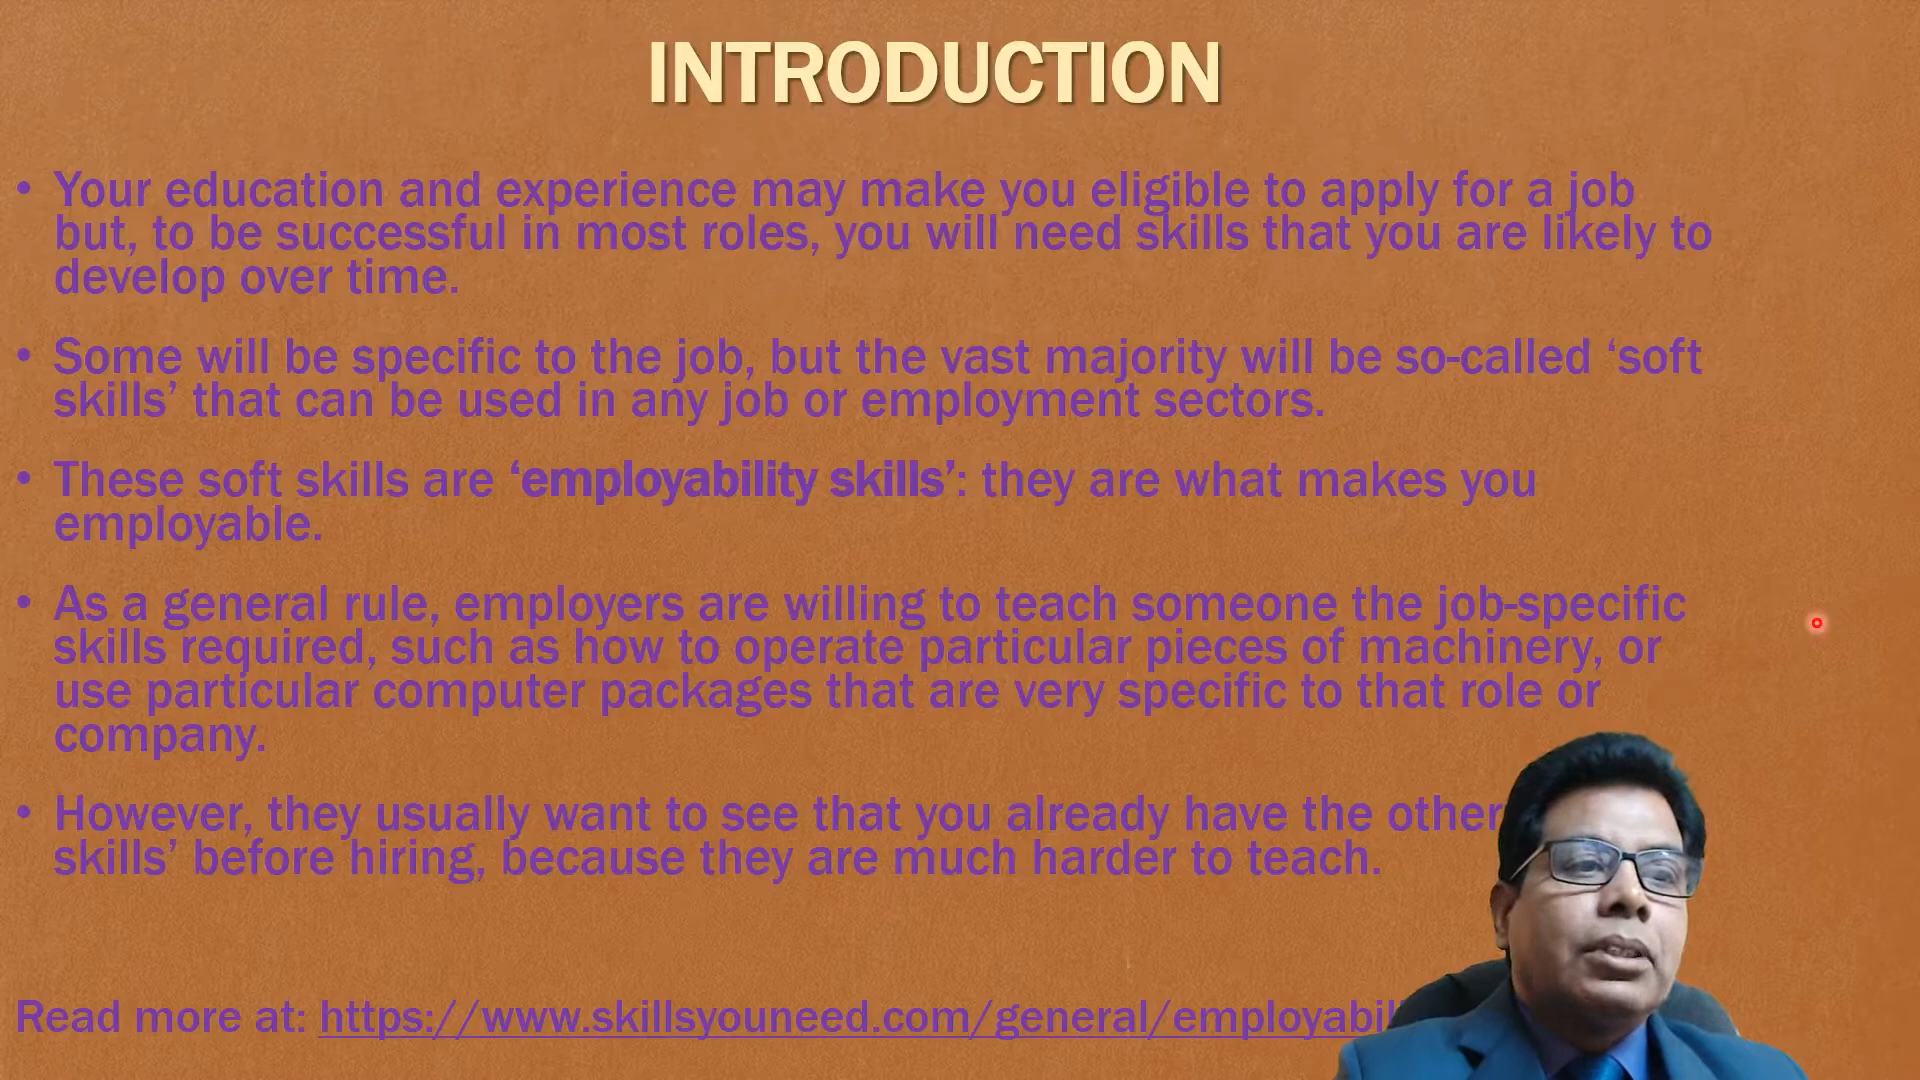 INTRODUCTION
• Your education and experience may make you eligible to apply for a job
but, to be successful in most roles, you will need skills that you are likely to
develop over time.
• Some will be specific to the job, but the vast majority will be so-called ‘soft
skills’ that can be used in any job or employment sectors.
• These soft skills are ‘employability skills’: they are what makes you
employable.
• As a general rule, employers are willing to teach someone the job-specific
skills required, such as how to operate particular pieces of machinery, or
use particular computer packages that are very specific to that role or
company.
• However, they usually want to see that you already have the other
skills’ before hiring, because they are much harder to teach.
Read more at: https://www.skillsyouneed.com/general/employabil